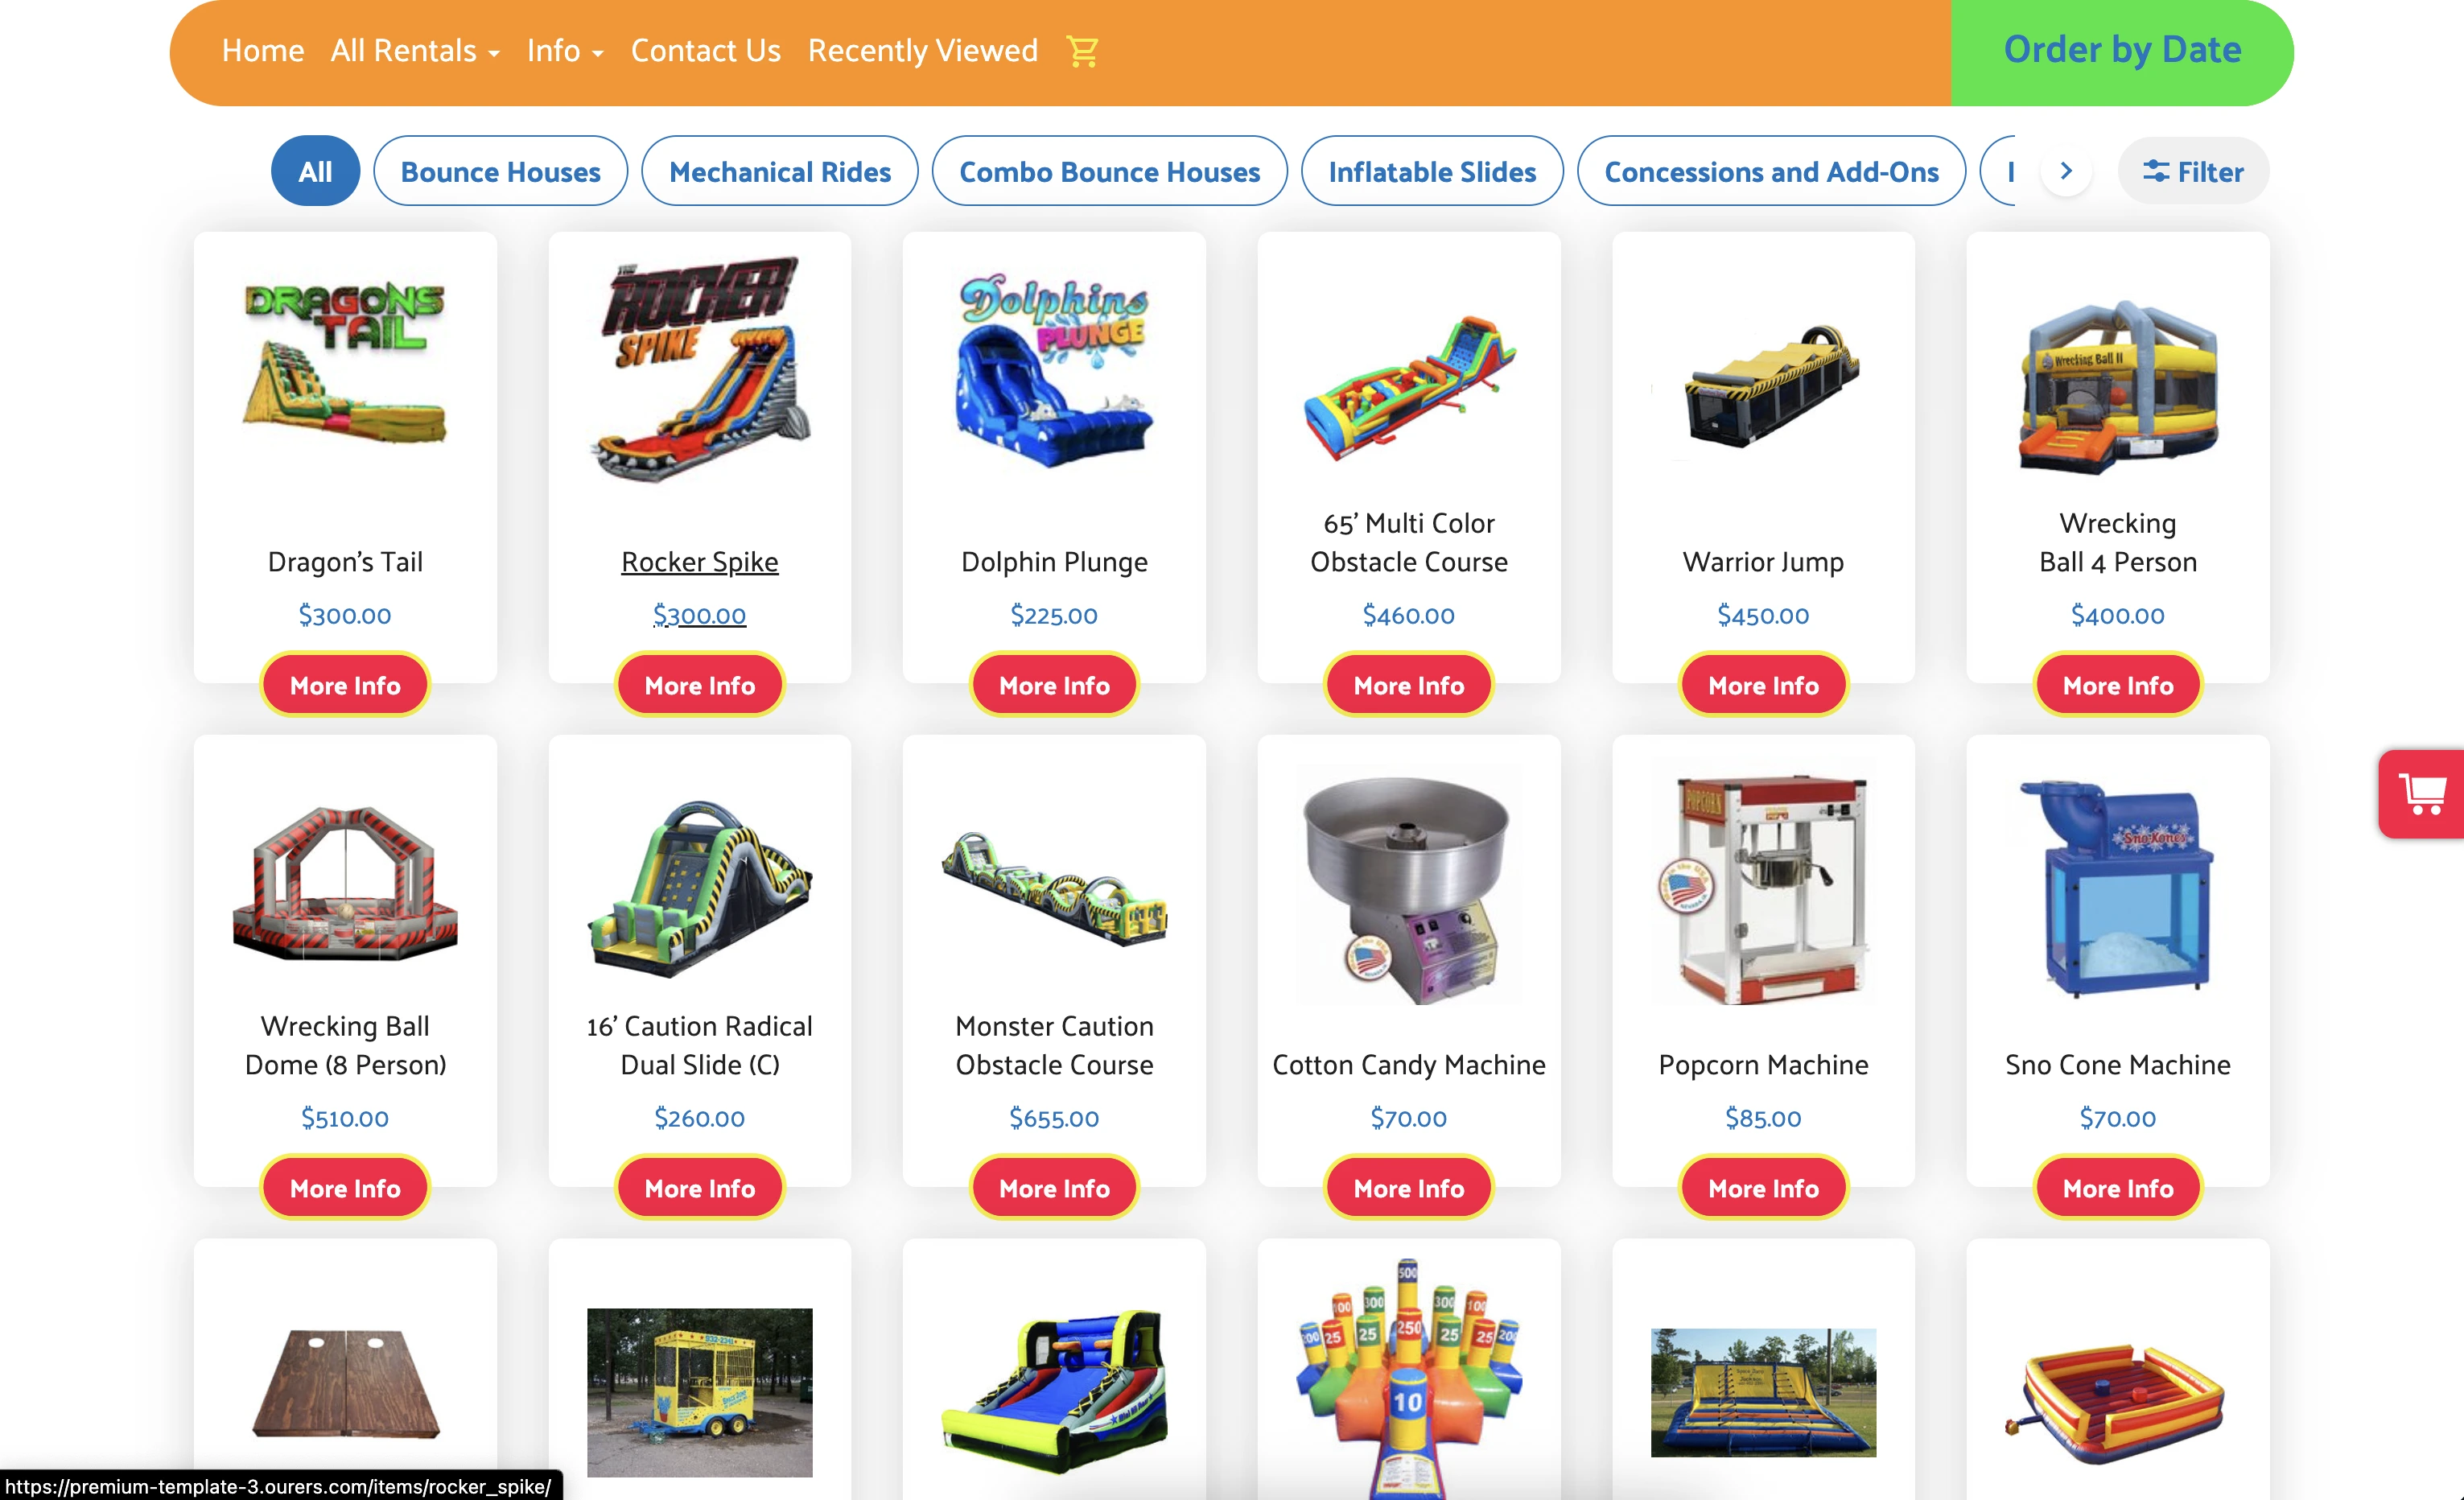 Home All Rentals Info Contact Us Recently Viewed
Order by Date
All
Bounce Houses
Mechanical Rides
Combo Bounce Houses
Inflatable Slides
Concessions and Add-Ons
Filter
DRAGONS
TAIL
Dragon's Tail
$300.00
More Info
THE
ROCKER
SPIKE
Rocker Spike
$300.00
More Info
Dolphins
PLUNGE
Dolphin Plunge
$225.00
More Info
65' Multi Color
Obstacle Course
$460.00
More Info
Warrior Jump
$450.00
More Info
Wrecking Ball II
Wrecking
Ball 4 Person
$400.00
More Info
Wrecking Ball
Dome (8 Person)
$510.00
More Info
16' Caution Radical
Dual Slide (C)
$260.00
More Info
Monster Caution
Obstacle Course
$655.00
More Info
Cotton Candy Machine
$70.00
More Info
POPCORN
Popcorn Machine
$85.00
More Info
Sno-Kones
Sno Cone Machine
$70.00
More Info
500
100 300 300 100
200 25 25 250 25 25 200
10
https://premium-template-3.ourers.com/items/rocker_spike/